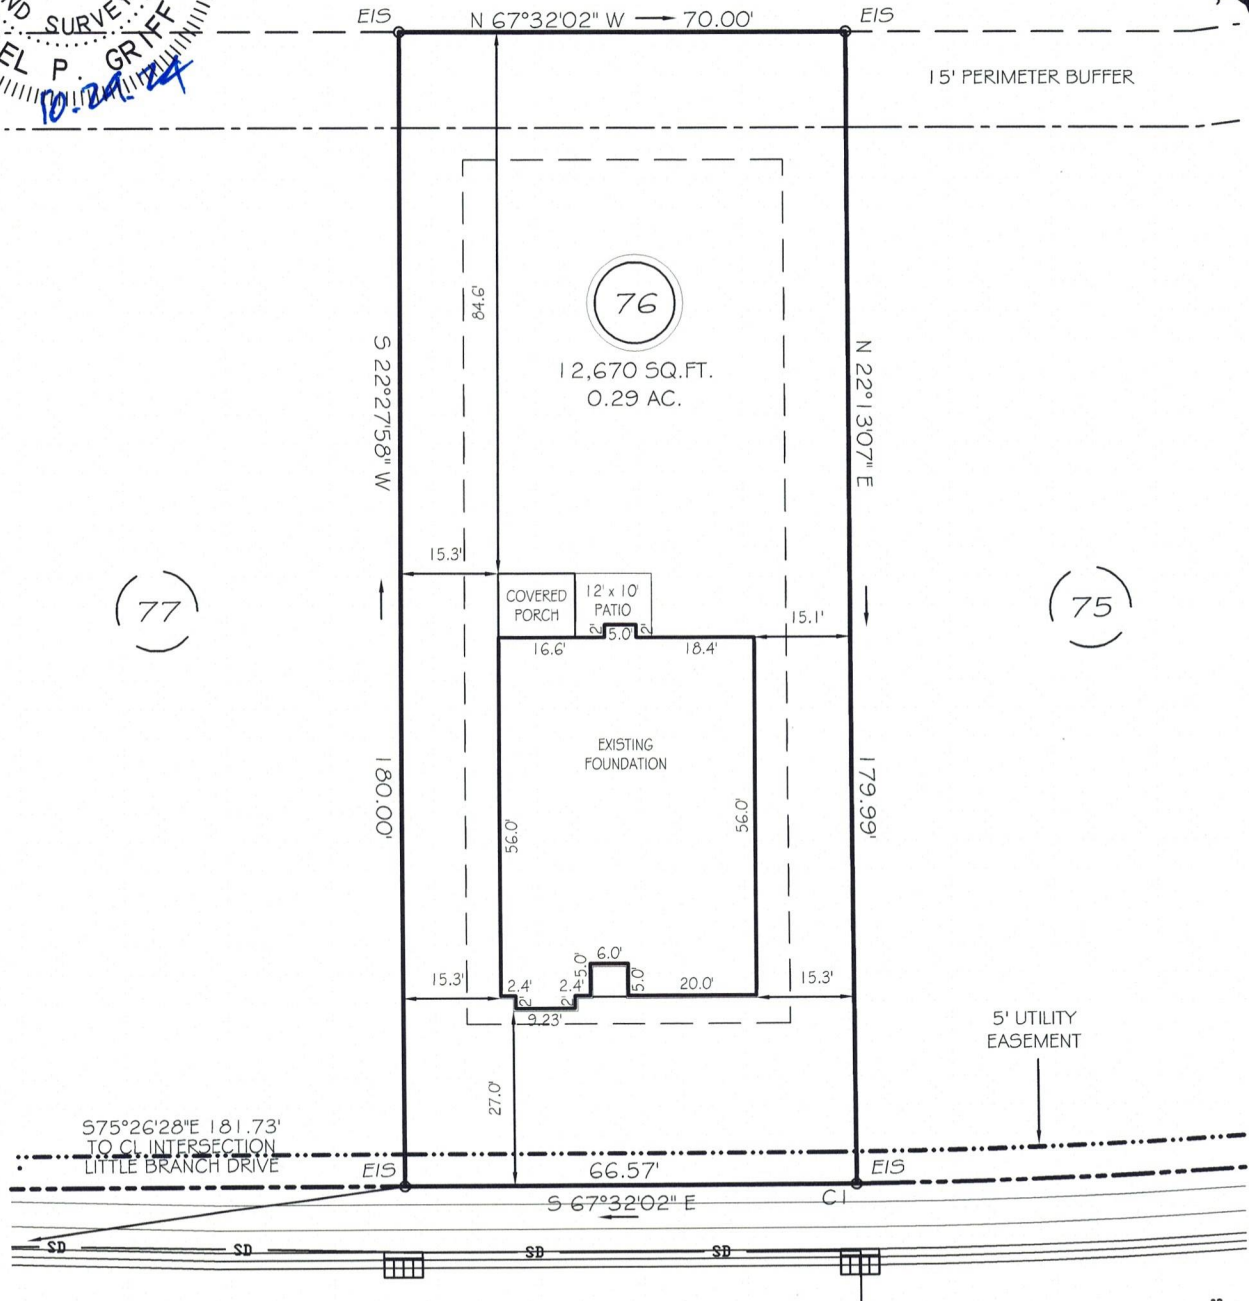 ND SURVEY
EL P. GRIFF
10.29.24
EIS
N 67°32'02" W
70.00'
EIS
15' PERIMETER BUFFER
84.6'
76
12,670 SQ.FT.
0.29 AC.
S 22°27'58" W
N 22°13'07" E
15.3'
COVERED
PORCH
12' x 10'
PATIO
2'
5.0'
2'
15.1'
77
75
16.6'
18.4'
EXISTING
FOUNDATION
180.00'
56.0'
56.0'
179.99'
6.0'
5.0'
5.0'
15.3'
2.4'
2.4'
20.0'
15.3'
2'
2'
9.23'
5' UTILITY
EASEMENT
27.0'
S75°26'28"E 181.73'
TO CL INTERSECTION
LITTLE BRANCH DRIVE
EIS
66.57'
EIS
S 67°32'02" E
C1
SD
SD
SD
SD